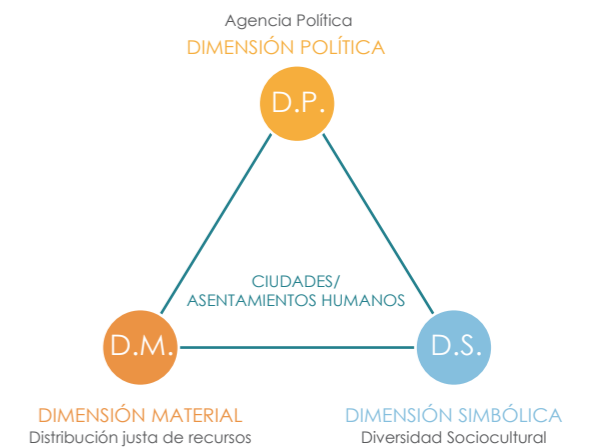 Agencia Política
DIMENSIÓN POLÍTICA
D.P.
CIUDADES/
ASENTAMIENTOS HUMANOS
D.M.
D.S.
DIMENSIÓN MATERIAL
Distribución justa de recursos
DIMENSIÓN SIMBÓLICA
Diversidad Sociocultural